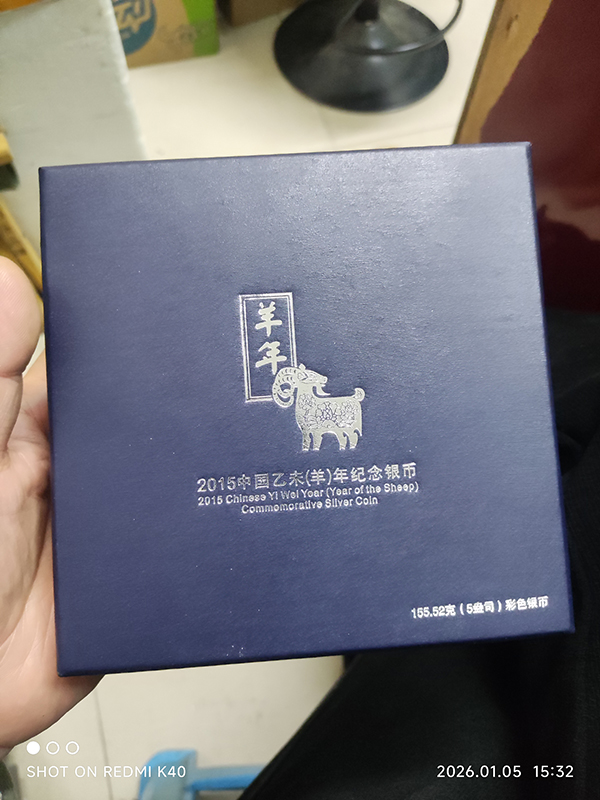 羊年
2015中国乙未(羊)年纪念银币
2015 Chinese Yi Wei Year (Year of the Sheep)
Commemorative Silver Coin
155.52克（5盎司）彩色银币
SHOT ON REDMI K40
2026.01.05 15:32